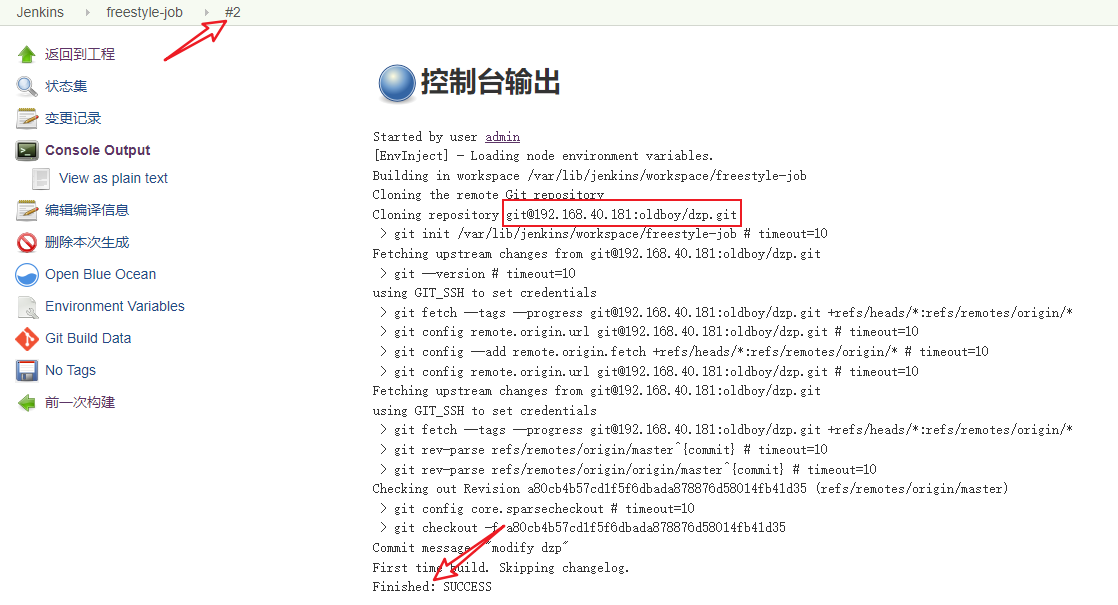 Jenkins freestyle-job #2
返回到工程
状态集
变更记录
Console Output
View as plain text
编辑编译信息
删除本次生成
Open Blue Ocean
Environment Variables
Git Build Data
No Tags
前一次构建
控制台输出
Started by user admin
[EnvInject] - Loading node environment variables.
Building in workspace /var/lib/jenkins/workspace/freestyle-job
Cloning the remote Git repository
Cloning repository git@192.168.40.181:oldboy/dzp.git
> git init /var/lib/jenkins/workspace/freestyle-job # timeout=10
Fetching upstream changes from git@192.168.40.181:oldboy/dzp.git
> git --version # timeout=10
using GIT_SSH to set credentials
> git fetch --tags --progress git@192.168.40.181:oldboy/dzp.git +refs/heads/*:refs/remotes/origin/*
> git config remote.origin.url git@192.168.40.181:oldboy/dzp.git # timeout=10
> git config --add remote.origin.fetch +refs/heads/*:refs/remotes/origin/* # timeout=10
> git config remote.origin.url git@192.168.40.181:oldboy/dzp.git # timeout=10
Fetching upstream changes from git@192.168.40.181:oldboy/dzp.git
using GIT_SSH to set credentials
> git fetch --tags --progress git@192.168.40.181:oldboy/dzp.git +refs/heads/*:refs/remotes/origin/*
> git rev-parse refs/remotes/origin/master^{commit} # timeout=10
> git rev-parse refs/remotes/origin/origin/master^{commit} # timeout=10
Checking out Revision a80cb4b57cd1f5f6dbada878876d58014fb41d35 (refs/remotes/origin/master)
> git config core.sparsecheckout # timeout=10
> git checkout -f a80cb4b57cd1f5f6dbada878876d58014fb41d35
Commit message: "modify dzp"
First time build. Skipping changelog.
Finished: SUCCESS